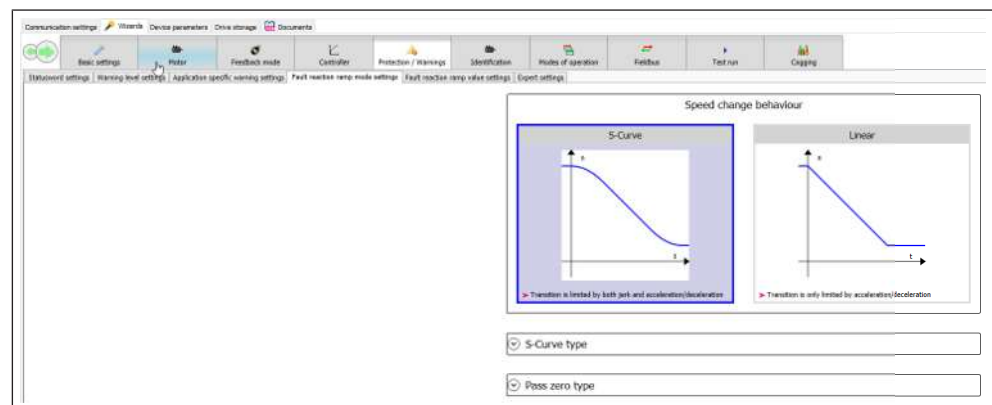 Communication settings Wizards Device parameters Drive storage Documents
Basic settings Motor Feedback mode Controller Protection / Warnings Identification Modes of operation Fieldbus Test run Cogging
Statusword settings Warning level settings Application specific warning settings Fault reaction ramp mode settings Fault reaction ramp value settings Expert settings
Speed change behaviour
S-Curve Linear
n n
t t
➤ Transition is limited by both jerk and acceleration/deceleration ➤ Transition is only limited by acceleration/deceleration
S-Curve type
Pass zero type